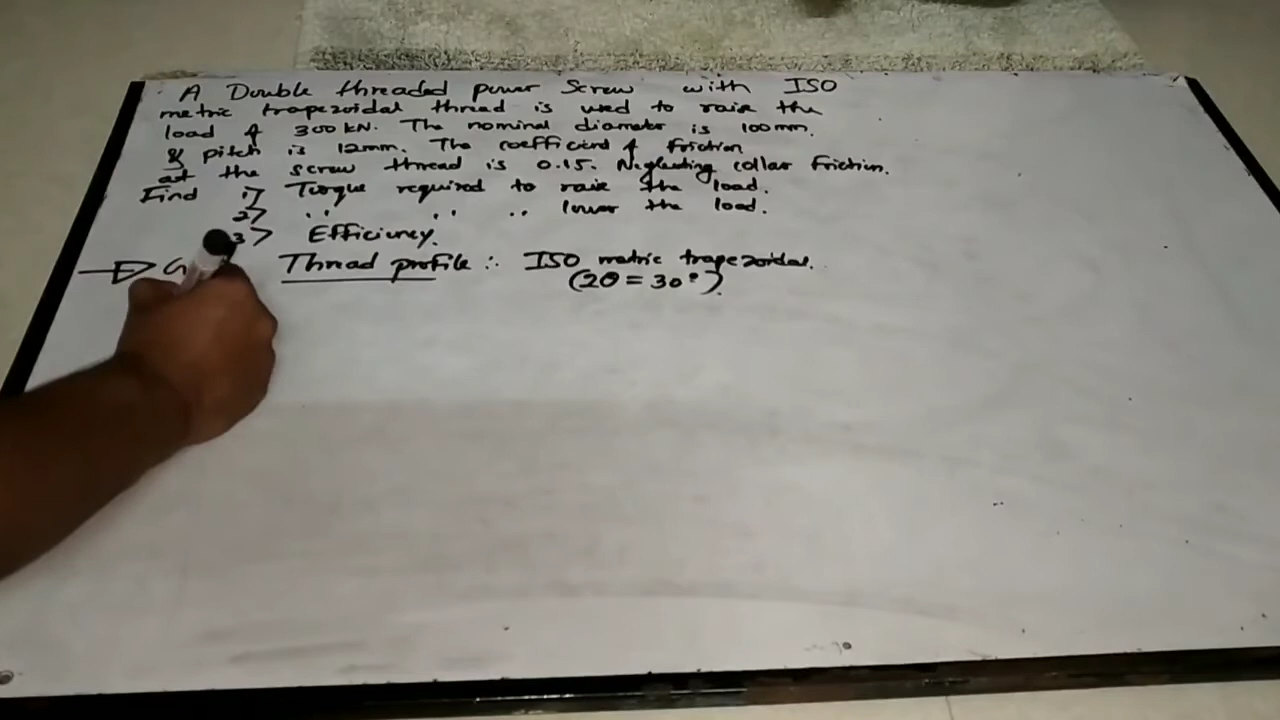 A Double threaded power Screw with ISO
metric trapezoidal thread is used to raise the
load of 300 kN. The nominal diameter is 100mm.
& pitch is 12mm. The coefficient of friction
at the screw thread is 0.15. Neglecting collar friction.
Find 1> Torque required to raise the load.
2> ,, ,, ,, lower the load.
3> Efficiency.
G Thread profile :. ISO metric trapezoidal.
(2θ = 30°).